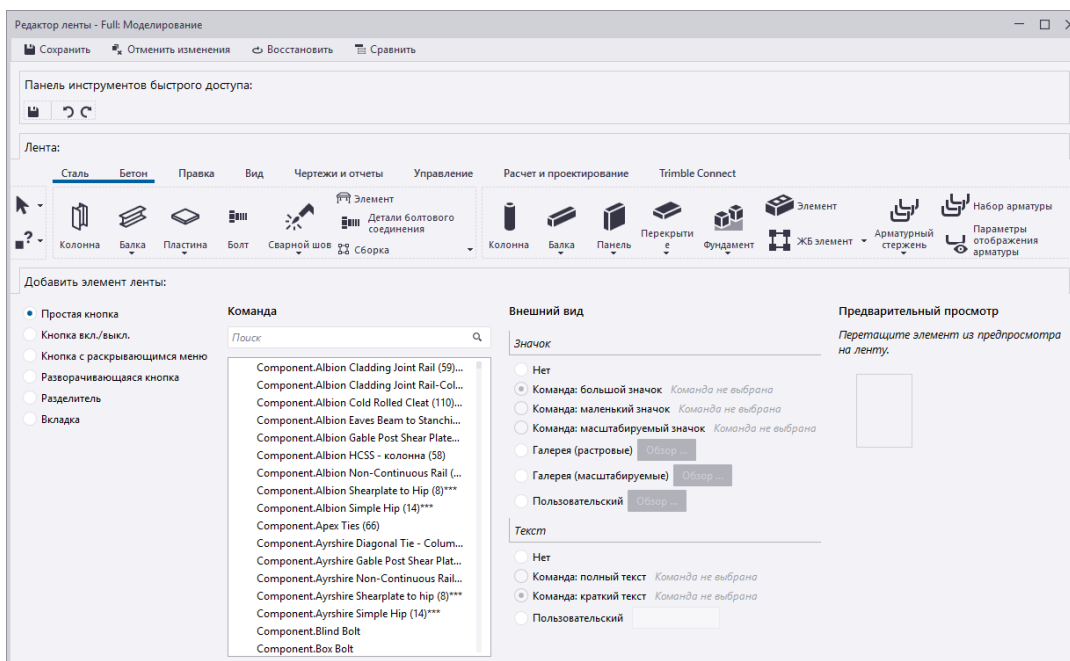 Редактор ленты - Full: Моделирование
Сохранить Отменить изменения Восстановить Сравнить
Панель инструментов быстрого доступа:
Лента:
Сталь Бетон Правка Вид Чертежи и отчеты Управление Расчет и проектирование Trimble Connect
Колонна
Балка
Пластина
Болт
Сварной шов
Элемент
Детали болтового
соединения
Сборка
Колонна
Балка
Панель
Перекрыти
е
Фундамент
Элемент
ЖБ элемент
Арматурный
стержень
Набор арматуры
Параметры
отображения
арматуры
Добавить элемент ленты:
Простая кнопка
Кнопка вкл./выкл.
Кнопка с раскрывающимся меню
Разворачивающаяся кнопка
Разделитель
Вкладка
Команда
Поиск
Component.Albion Cladding Joint Rail (59)...
Component.Albion Cladding Joint Rail-Col...
Component.Albion Cold Rolled Cleat (110)...
Component.Albion Eaves Beam to Stanchi...
Component.Albion Gable Post Shear Plate...
Component.Albion HCSS - колонна (58)
Component.Albion Non-Continuous Rail (...
Component.Albion Shearplate to Hip (8)***
Component.Albion Simple Hip (14)***
Component.Apex Ties (66)
Component.Ayrshire Diagonal Tie - Colum...
Component.Ayrshire Gable Post Shear Plat...
Component.Ayrshire Non-Continuous Rail...
Component.Ayrshire Shearplate to hip (8)***
Component.Ayrshire Simple Hip (14)***
Component.Blind Bolt
Component.Box Bolt
Внешний вид
Значок
Нет
Команда: большой значок Команда не выбрана
Команда: маленький значок Команда не выбрана
Команда: масштабируемый значок Команда не выбрана
Галерея (растровые) Обзор ...
Галерея (масштабируемые) Обзор ...
Пользовательский Обзор ...
Текст
Нет
Команда: полный текст Команда не выбрана
Команда: краткий текст Команда не выбрана
Пользовательский
Предварительный просмотр
Перетащите элемент из предпросмотра
на ленту.